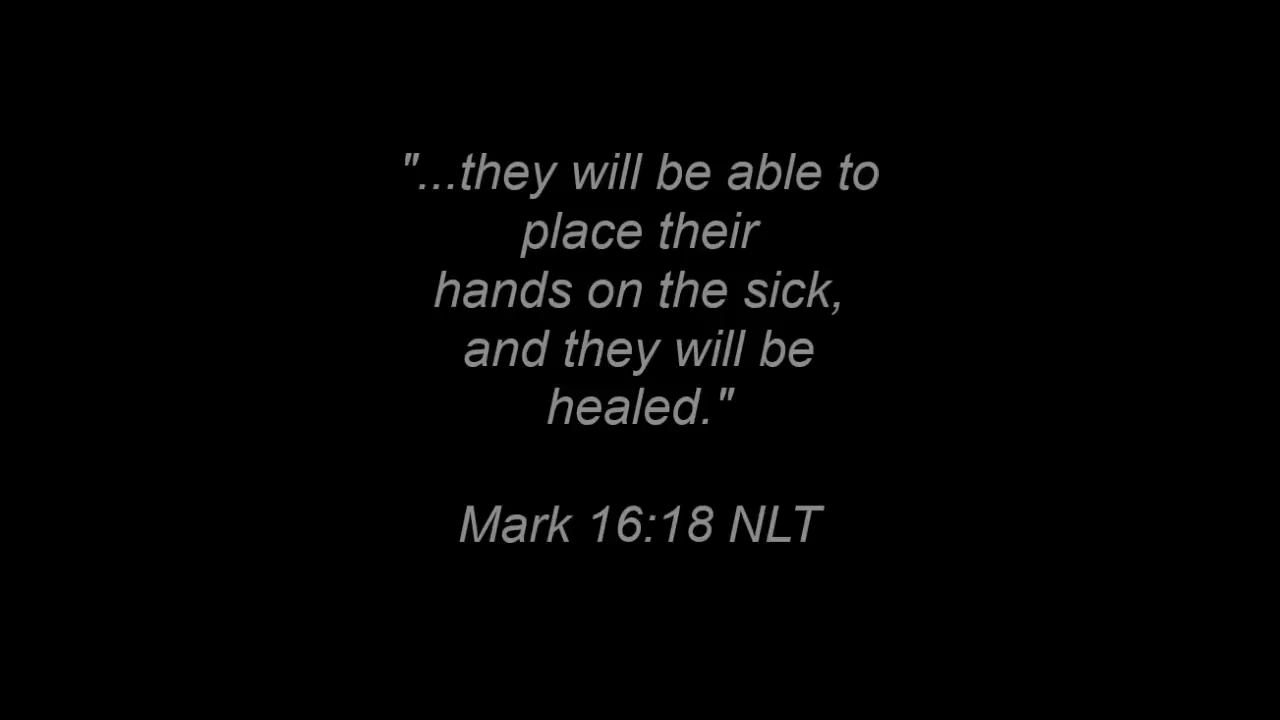 "...they will be able to
place their
hands on the sick,
and they will be
healed."
Mark 16:18 NLT